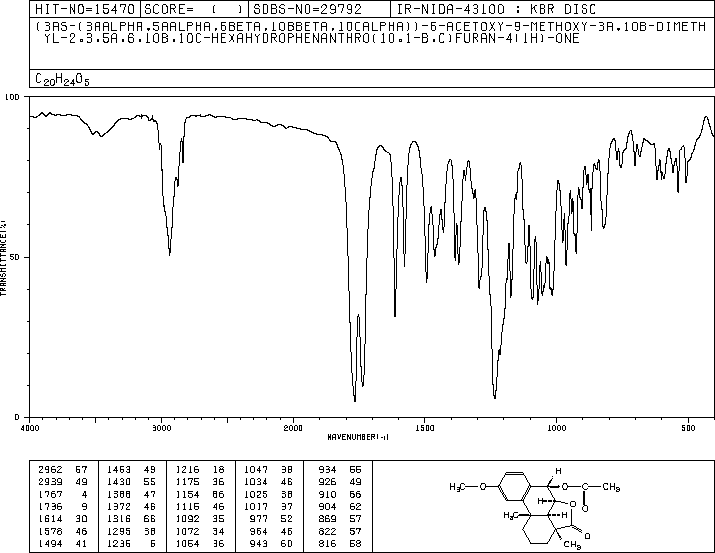 HIT-NO=15470 SCORE= ( ) SDBS-NO=29792 IR-NIDA-43100 : KBR DISC
(3AS-(3AALPHA,5AALPHA,6BETA,10BBETA,10CALPHA))-6-ACETOXY-9-METHOXY-3A,10B-DIMETH
YL-2,3,5A,6,10B,10C-HEXAHYDROPHENANTHRO(10,1-B,C)FURAN-4(1H)-ONE
C20H24O5
100
50
0
TRANSMITTANCE(%)
4000 3000 2000 1500 1000 500
WAVENUMBER(-1)
2962 57 1463 49 1216 18 1047 38 934 55
2939 49 1430 55 1175 36 1034 46 926 49
1767 4 1388 47 1154 66 1025 38 910 66
1736 9 1372 46 1115 46 1017 37 904 62
1614 30 1316 66 1092 35 977 52 869 57
1578 46 1295 38 1072 34 964 46 822 57
1494 41 1235 5 1054 36 943 60 816 58
H
H₃C O O CH₃
H O O
H₃C H O
CH₃